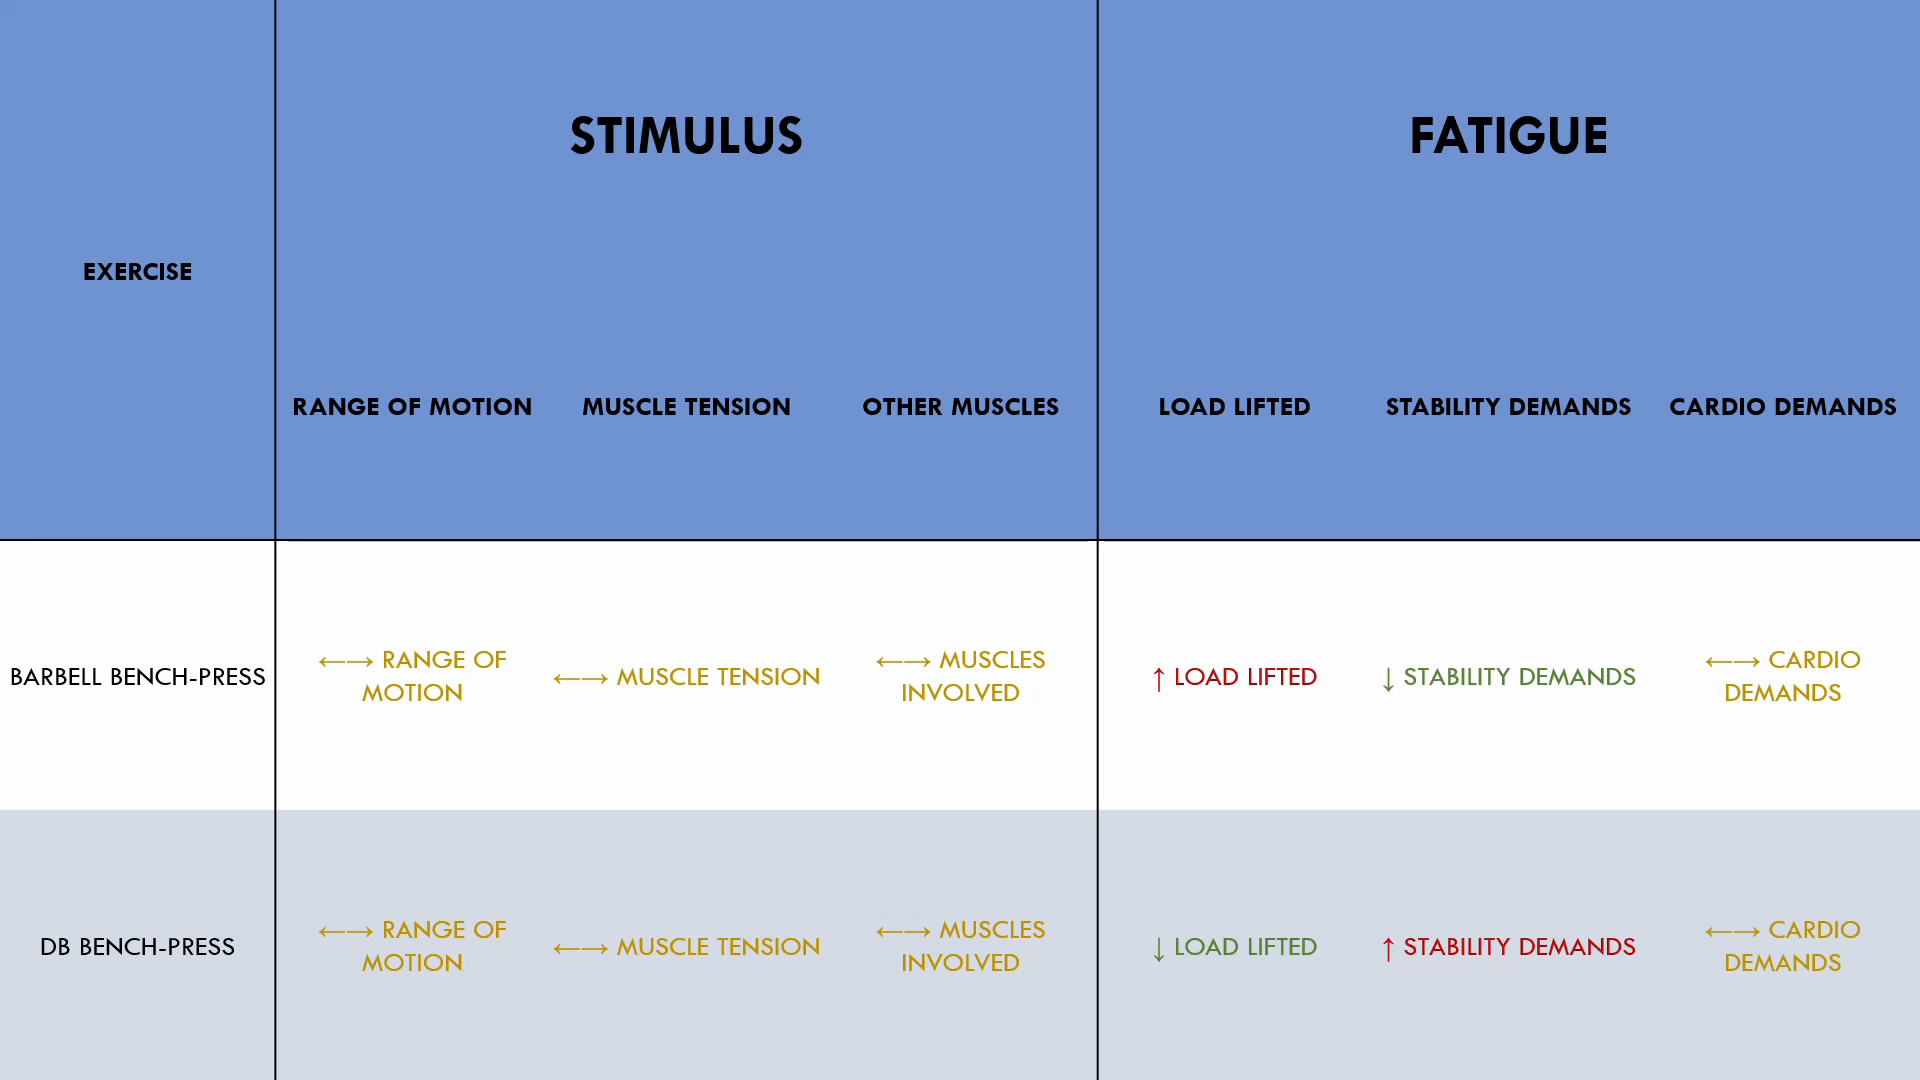 STIMULUS
FATIGUE
EXERCISE
RANGE OF MOTION
MUSCLE TENSION
OTHER MUSCLES
LOAD LIFTED
STABILITY DEMANDS
CARDIO DEMANDS
BARBELL BENCH-PRESS
←→ RANGE OF
MOTION
←→ MUSCLE TENSION
←→ MUSCLES
INVOLVED
↑ LOAD LIFTED
↓ STABILITY DEMANDS
←→ CARDIO
DEMANDS
DB BENCH-PRESS
←→ RANGE OF
MOTION
←→ MUSCLE TENSION
←→ MUSCLES
INVOLVED
↓ LOAD LIFTED
↑ STABILITY DEMANDS
←→ CARDIO
DEMANDS